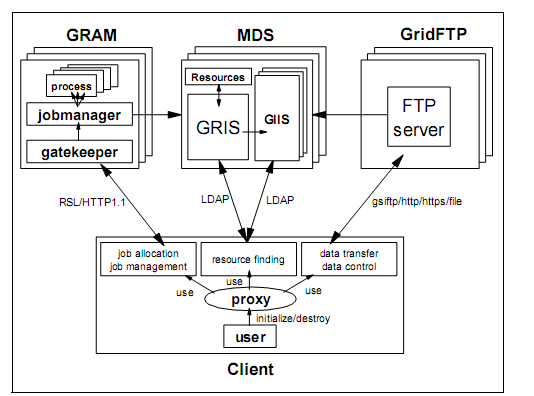 GRAM
MDS
GridFTP
process
jobmanager
gatekeeper
Resources
GRIS
GIIS
FTP
server
RSL/HTTP1.1
LDAP
LDAP
gsiftp/http/https/file
job allocation
job management
resource finding
data transfer
data control
use
use
use
proxy
initialize/destroy
user
Client